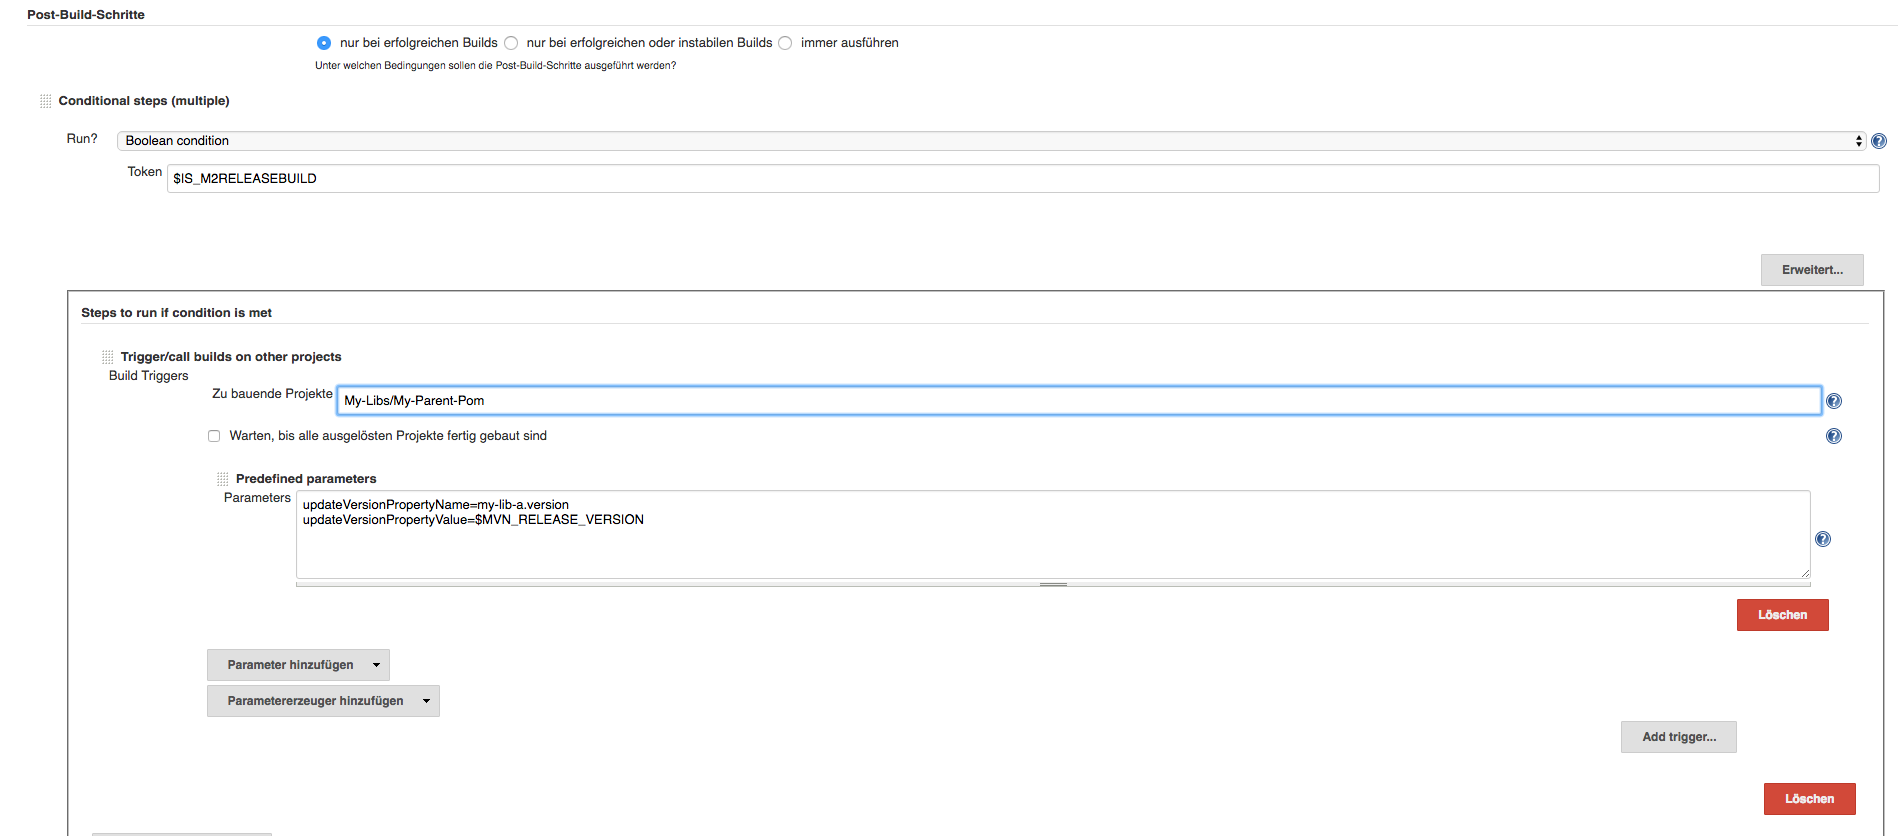 Post-Build-Schritte
nur bei erfolgreichen Builds nur bei erfolgreichen oder instabilen Builds immer ausführen
Unter welchen Bedingungen sollen die Post-Build-Schritte ausgeführt werden?
Conditional steps (multiple)
Run? Boolean condition
Token $IS_M2RELEASEBUILD
Erweitert...
Steps to run if condition is met
Trigger/call builds on other projects
Build Triggers
Zu bauende Projekte My-Libs/My-Parent-Pom
Warten, bis alle ausgelösten Projekte fertig gebaut sind
Predefined parameters
Parameters updateVersionPropertyName=my-lib-a.version
updateVersionPropertyValue=$MVN_RELEASE_VERSION
Löschen
Parameter hinzufügen
Parametererzeuger hinzufügen
Add trigger...
Löschen